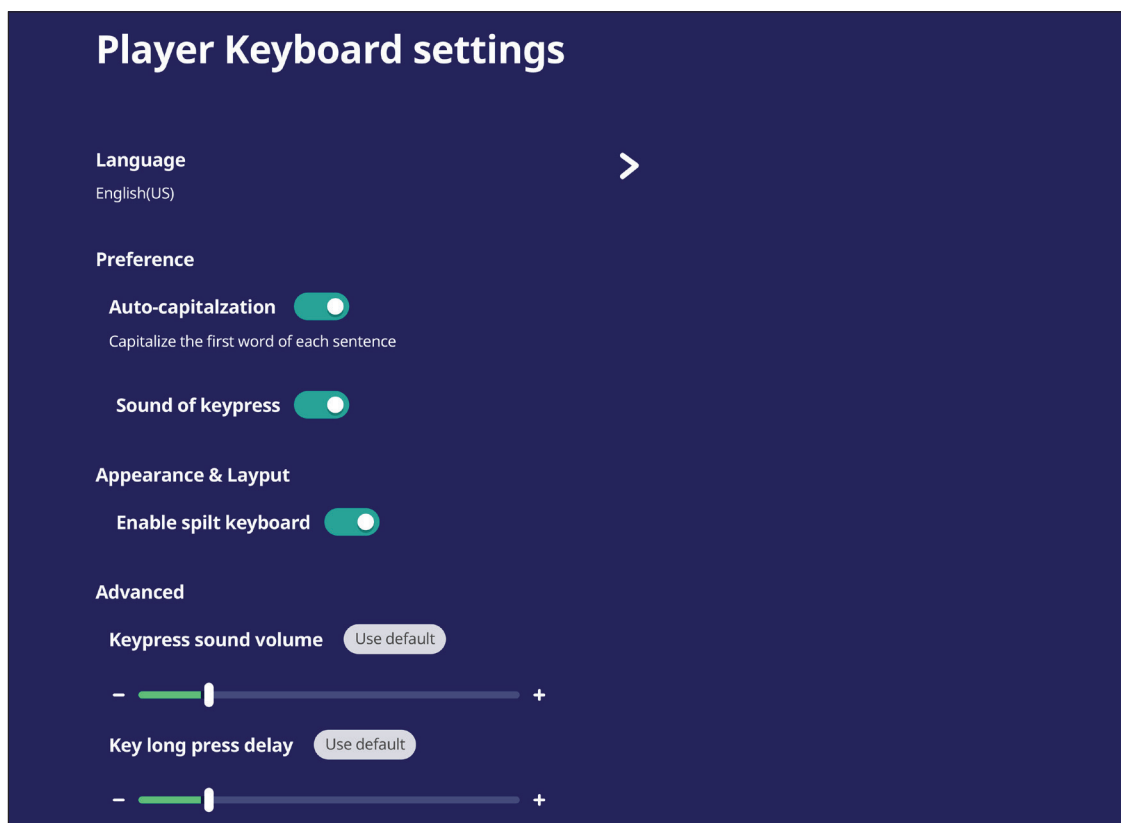 Player Keyboard settings
Language
English(US)
Preference
Auto-capitalzation
Capitalize the first word of each sentence
Sound of keypress
Appearance & Layput
Enable spilt keyboard
Advanced
Keypress sound volume Use default
- +
Key long press delay Use default
- +